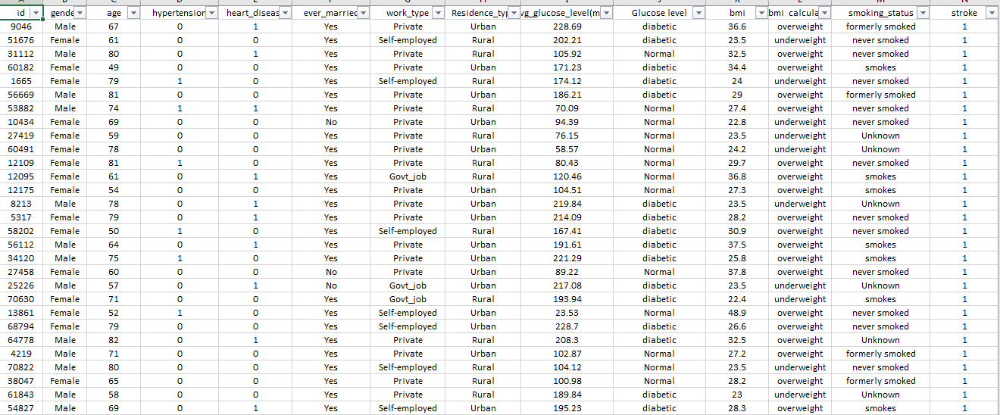 id gende age hypertension heart_diseas ever_married work_type Residence_typ vg_glucose_level(m Glucose level bmi bmi calcula smoking_status stroke
9046 Male 67 0 1 Yes Private Urban 228.69 diabetic 36.6 overweight formerly smoked 1
51676 Female 61 0 0 Yes Self-employed Rural 202.21 diabetic 23.5 underweight never smoked 1
31112 Male 80 0 1 Yes Private Rural 105.92 Normal 32.5 overweight never smoked 1
60182 Female 49 0 0 Yes Private Urban 171.23 diabetic 34.4 overweight smokes 1
1665 Female 79 1 0 Yes Self-employed Rural 174.12 diabetic 24 underweight never smoked 1
56669 Male 81 0 0 Yes Private Urban 186.21 diabetic 29 overweight formerly smoked 1
53882 Male 74 1 1 Yes Private Rural 70.09 Normal 27.4 overweight never smoked 1
10434 Female 69 0 0 No Private Urban 94.39 Normal 22.8 underweight never smoked 1
27419 Female 59 0 0 Yes Private Rural 76.15 Normal 23.5 underweight Unknown 1
60491 Female 78 0 0 Yes Private Urban 58.57 Normal 24.2 underweight Unknown 1
12109 Female 81 1 0 Yes Private Rural 80.43 Normal 29.7 overweight never smoked 1
12095 Female 61 0 1 Yes Govt_job Rural 120.46 Normal 36.8 overweight smokes 1
12175 Female 54 0 0 Yes Private Urban 104.51 Normal 27.3 overweight smokes 1
8213 Male 78 0 1 Yes Private Urban 219.84 diabetic 23.5 underweight Unknown 1
5317 Female 79 0 1 Yes Private Urban 214.09 diabetic 28.2 overweight never smoked 1
58202 Female 50 1 0 Yes Self-employed Rural 167.41 diabetic 30.9 overweight never smoked 1
56112 Male 64 0 1 Yes Private Urban 191.61 diabetic 37.5 overweight smokes 1
34120 Male 75 1 0 Yes Private Urban 221.29 diabetic 25.8 overweight smokes 1
27458 Female 60 0 0 No Private Urban 89.22 Normal 37.8 overweight never smoked 1
25226 Male 57 0 1 No Govt_job Urban 217.08 diabetic 23.5 underweight Unknown 1
70630 Female 71 0 0 Yes Govt_job Rural 193.94 diabetic 22.4 underweight smokes 1
13861 Female 52 1 0 Yes Self-employed Urban 23.53 Normal 48.9 overweight never smoked 1
68794 Female 79 0 0 Yes Self-employed Urban 228.7 diabetic 26.6 overweight never smoked 1
64778 Male 82 0 1 Yes Private Rural 208.3 diabetic 32.5 overweight Unknown 1
4219 Male 71 0 0 Yes Private Urban 102.87 Normal 27.2 overweight formerly smoked 1
70822 Male 80 0 0 Yes Self-employed Rural 104.12 Normal 23.5 underweight never smoked 1
38047 Female 65 0 0 Yes Private Rural 100.98 Normal 28.2 overweight formerly smoked 1
61843 Male 58 0 0 Yes Private Rural 189.84 diabetic 23 underweight Unknown 1
54827 Male 69 0 1 Yes Self-employed Urban 195.23 diabetic 28.3 overweight smokes 1